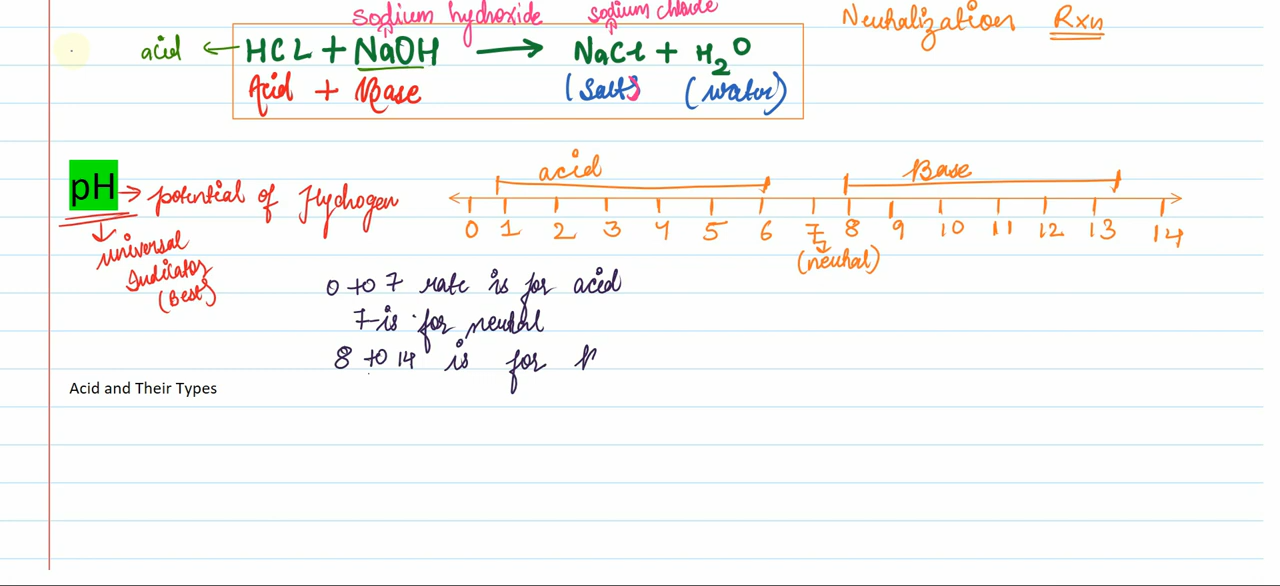 sodium hydroxide sodium chloride
Neutralization Rxn
acid ← HCL + NaOH → NaCl + H2O
Acid + Base (Salts) (water)
pH → potential of Hydrogen
universal
Indicator
(Best)
acid Base
0 1 2 3 4 5 6 7 8 9 10 11 12 13 14
(neutral)
0 to 7 rate is for acid
7 is for neutral
8 to 14 is for
Acid and Their Types